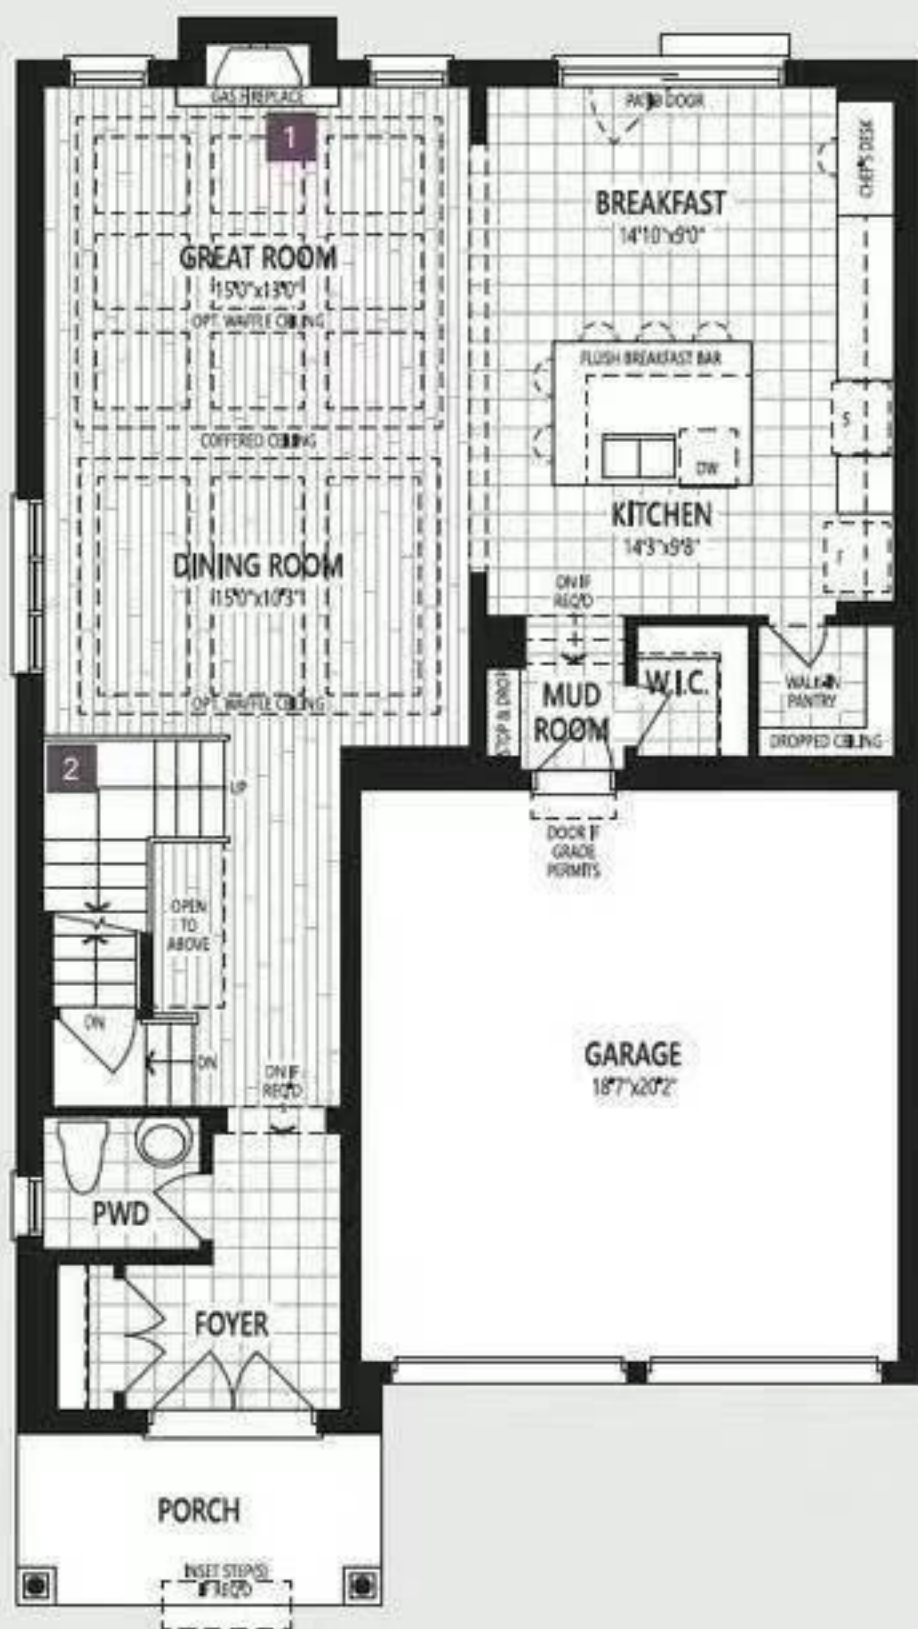 GAS FIREPLACE
1
PATIO DOOR
CHEF'S DESK
BREAKFAST
14'10"x9'0"
GREAT ROOM
15'0"x13'0"
OPT. WAFFLE CEILING
FLUSH BREAKFAST BAR
S
COFFERED CEILING
DW
KITCHEN
14'3"x9'8"
F
DINING ROOM
15'0"x10'3"
DN IF
REQ'D
OPT. WAFFLE CEILING
STOP & DROP
MUD
ROOM
W.I.C.
WALK-IN
PANTRY
DROPPED CEILING
2
UP
DOOR IF
GRADE
PERMITS
OPEN
TO
ABOVE
DN
DN
DN IF
REQ'D
GARAGE
18'7"x20'2"
PWD
FOYER
PORCH
INSET STEP(S)
IF REQ'D